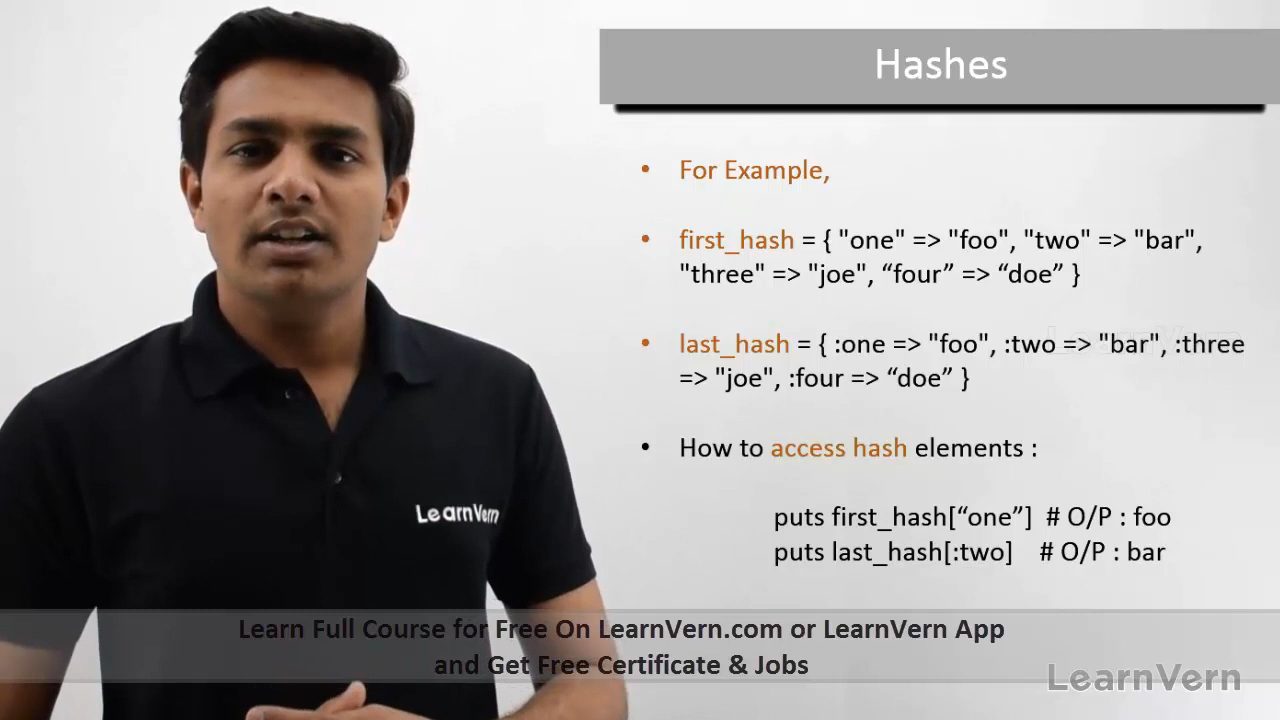 Hashes
• For Example,
• first_hash = { "one" => "foo", "two" => "bar",
"three" => "joe", “four” => “doe” }
• last_hash = { :one => "foo", :two => "bar", :three
=> "joe", :four => “doe” }
• How to access hash elements :
puts first_hash[“one”] # O/P : foo
puts last_hash[:two] # O/P : bar
LearnVern
LearnVern
Learn Full Course for Free On LearnVern.com or LearnVern App
and Get Free Certificate & Jobs
LearnVern